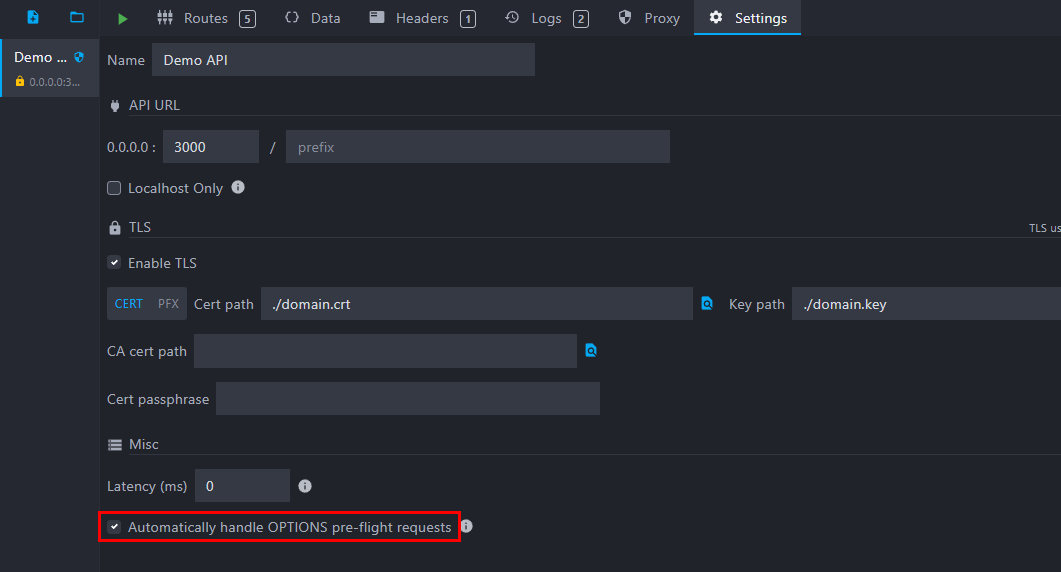 Routes 5 Data Headers 1 Logs 2 Proxy Settings
Demo ...
0.0.0.0:3...
Name Demo API
API URL
0.0.0.0 : 3000 / prefix
Localhost Only
TLS TLS us
Enable TLS
CERT PFX Cert path ./domain.crt Key path ./domain.key
CA cert path
Cert passphrase
Misc
Latency (ms) 0
Automatically handle OPTIONS pre-flight requests